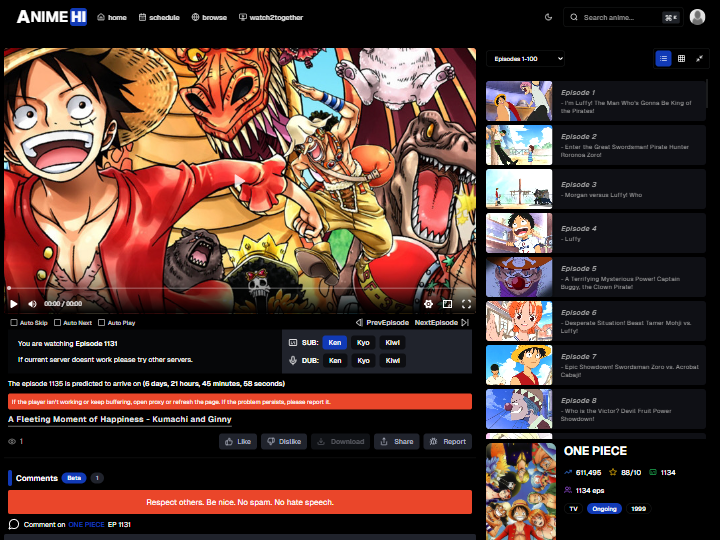 ANIME HI
home
schedule
browse
watch2together
Search anime...
⌘ K
00:00 / 00:00
Auto Skip
Auto Next
Auto Play
PrevEpisode
NextEpisode
You are watching Episode 1131
If current server doesnt work please try other servers.
SUB: Ken Kyo Kiwi
DUB: Ken Kyo Kiwi
The episode 1135 is predicted to arrive on (6 days, 21 hours, 45 minutes, 58 seconds)
If the player isn't working or keep buffering, open proxy or refresh the page. If the problem persists, please report it.
A Fleeting Moment of Happiness - Kumachi and Ginny
1
Like
Dislike
Download
Share
Report
Comments Beta 1
Respect others. Be nice. No spam. No hate speech.
Comment on ONE PIECE EP 1131
Episodes 1-100
Episode 1
- I'm Luffy! The Man Who's Gonna Be King of
the Pirates!
Episode 2
- Enter the Great Swordsman! Pirate Hunter
Roronoa Zoro!
Episode 3
- Morgan versus Luffy! Who
Episode 4
- Luffy
Episode 5
- A Terrifying Mysterious Power! Captain
Buggy, the Clown Pirate!
Episode 6
- Desperate Situation! Beast Tamer Mohji vs.
Luffy!
Episode 7
- Epic Showdown! Swordsman Zoro vs. Acrobat
Cabaji!
Episode 8
- Who is the Victor? Devil Fruit Power
Showdown!
ONE PIECE
611,495
88/10
1134
1134 eps
TV
Ongoing
1999